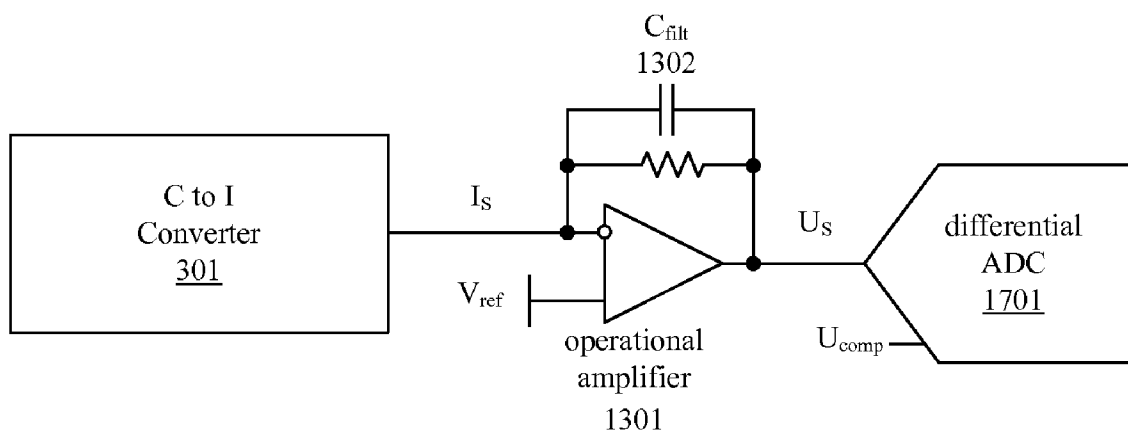 C to I
Converter
301
I_S
C_filt
1302
V_ref
operational
amplifier
1301
U_S
U_comp
differential
ADC
1701